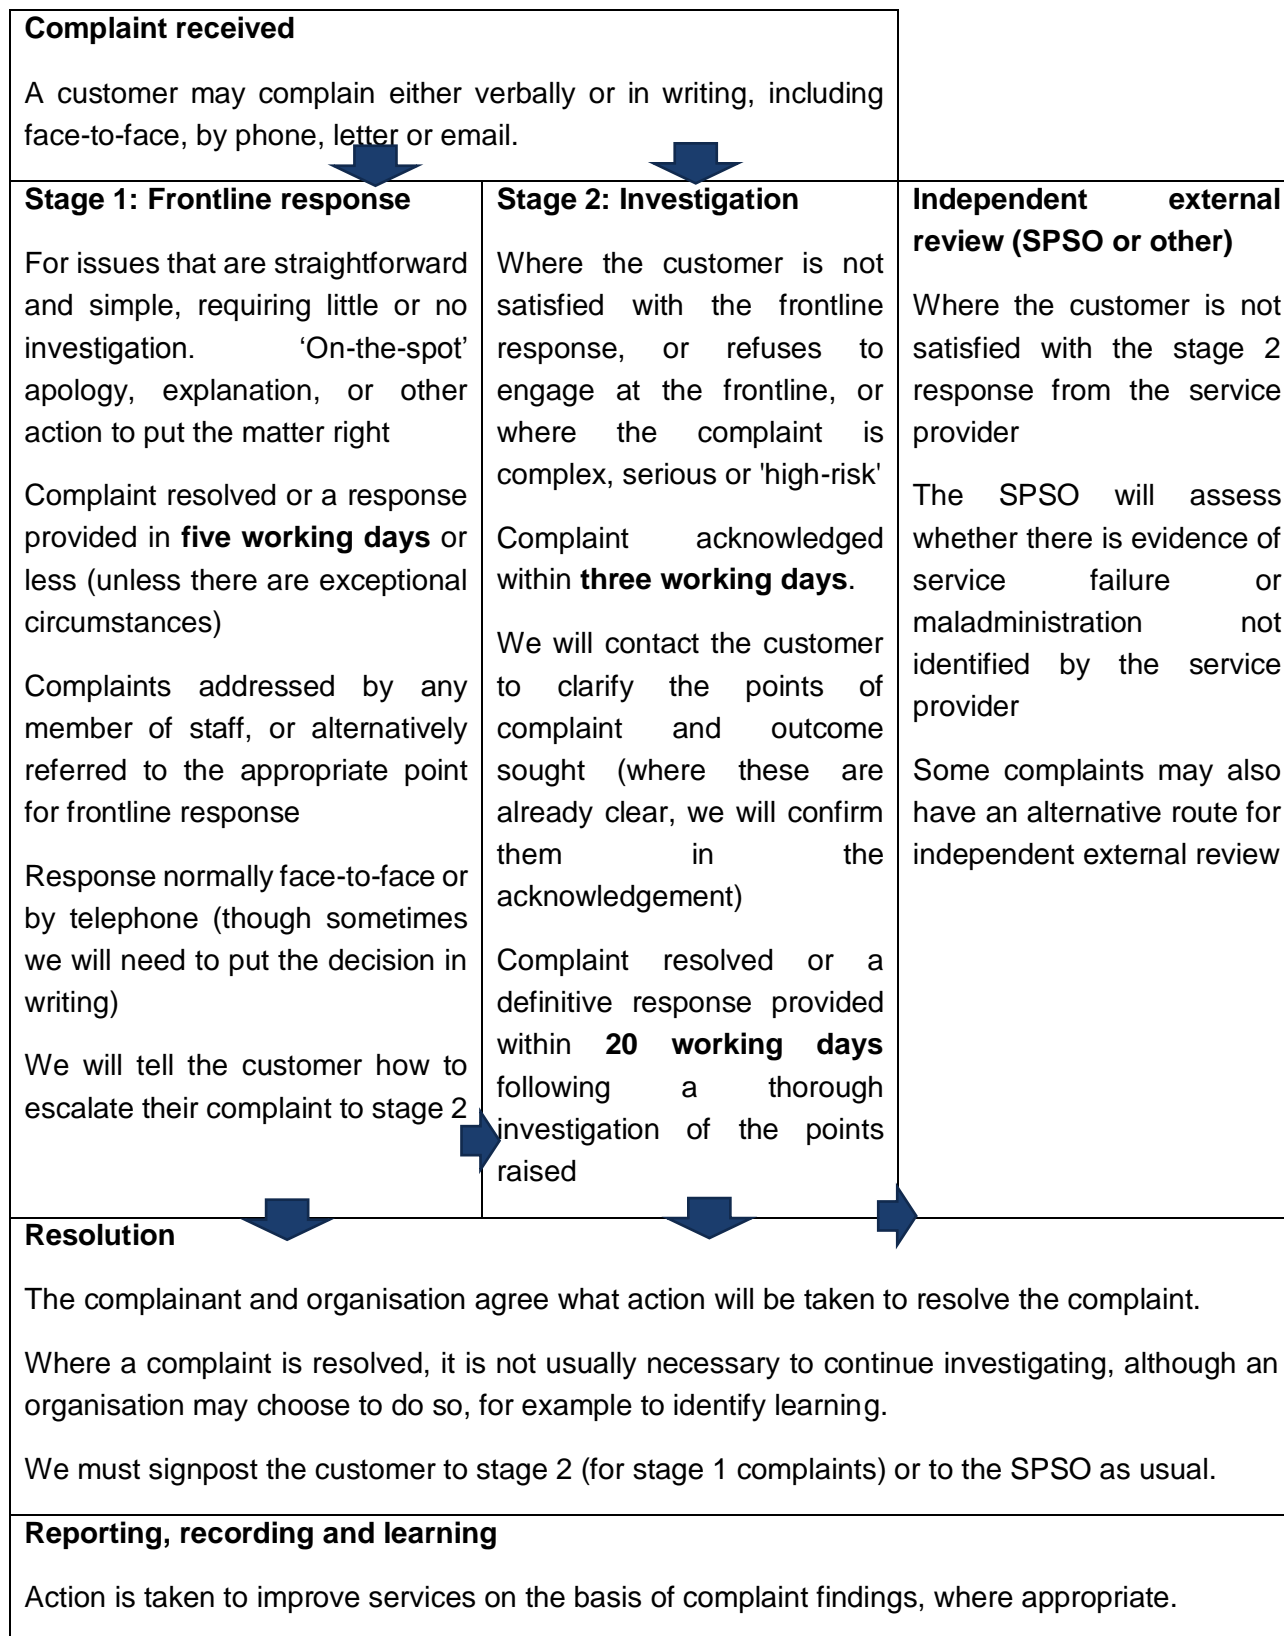 Complaint received
A customer may complain either verbally or in writing, including
face-to-face, by phone, letter or email.
Stage 1: Frontline response
For issues that are straightforward
and simple, requiring little or no
investigation. ‘On-the-spot’
apology, explanation, or other
action to put the matter right
Complaint resolved or a response
provided in five working days or
less (unless there are exceptional
circumstances)
Complaints addressed by any
member of staff, or alternatively
referred to the appropriate point
for frontline response
Response normally face-to-face or
by telephone (though sometimes
we will need to put the decision in
writing)
We will tell the customer how to
escalate their complaint to stage 2
Stage 2: Investigation
Where the customer is not
satisfied with the frontline
response, or refuses to
engage at the frontline, or
where the complaint is
complex, serious or 'high-risk'
Complaint acknowledged
within three working days.
We will contact the customer
to clarify the points of
complaint and outcome
sought (where these are
already clear, we will confirm
them in the
acknowledgement)
Complaint resolved or a
definitive response provided
within 20 working days
following a thorough
investigation of the points
raised
Independent external
review (SPSO or other)
Where the customer is not
satisfied with the stage 2
response from the service
provider
The SPSO will assess
whether there is evidence of
service failure or
maladministration not
identified by the service
provider
Some complaints may also
have an alternative route for
independent external review
Resolution
The complainant and organisation agree what action will be taken to resolve the complaint.
Where a complaint is resolved, it is not usually necessary to continue investigating, although an
organisation may choose to do so, for example to identify learning.
We must signpost the customer to stage 2 (for stage 1 complaints) or to the SPSO as usual.
Reporting, recording and learning
Action is taken to improve services on the basis of complaint findings, where appropriate.